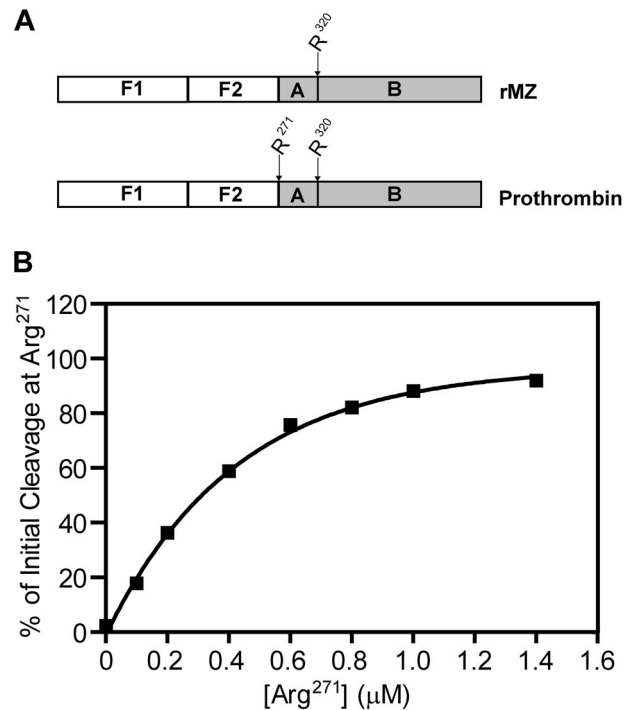 A
R³²⁰
F1 F2 A B rMZ
R²⁷¹ R³²⁰
F1 F2 A B Prothrombin
B
% of Initial Cleavage at Arg²⁷¹
120
100
80
60
40
20
0
0 0.2 0.4 0.6 0.8 1.0 1.2 1.4 1.6
[Arg²⁷¹] (µM)